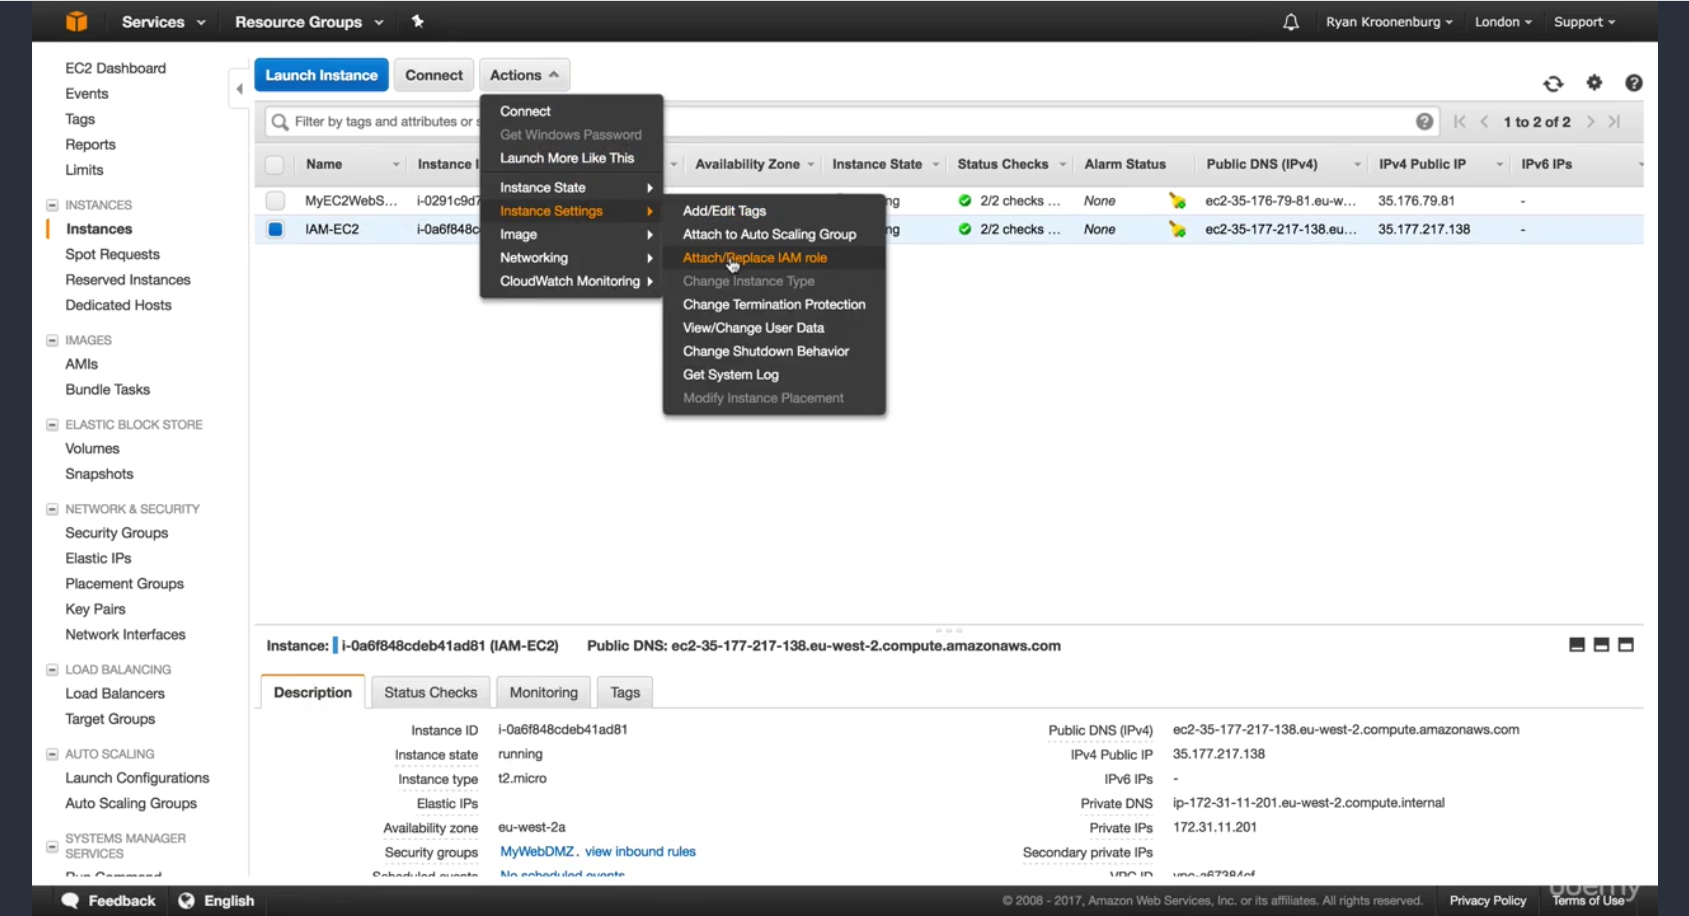 Services Resource Groups Ryan Kroonenburg London Support
EC2 Dashboard
Events
Tags
Reports
Limits
INSTANCES
Instances
Spot Requests
Reserved Instances
Dedicated Hosts
IMAGES
AMIs
Bundle Tasks
ELASTIC BLOCK STORE
Volumes
Snapshots
NETWORK & SECURITY
Security Groups
Elastic IPs
Placement Groups
Key Pairs
Network Interfaces
LOAD BALANCING
Load Balancers
Target Groups
AUTO SCALING
Launch Configurations
Auto Scaling Groups
SYSTEMS MANAGER
SERVICES
Run Command
Launch Instance Connect Actions
Filter by tags and attributes or s 1 to 2 of 2
Name Instance I Availability Zone Instance State Status Checks Alarm Status Public DNS (IPv4) IPv4 Public IP IPv6 IPs
MyEC2WebS... i-0291c9d7 ng 2/2 checks ... None ec2-35-176-79-81.eu-w... 35.176.79.81 -
IAM-EC2 i-0a6f848c ng 2/2 checks ... None ec2-35-177-217-138.eu... 35.177.217.138 -
Connect
Get Windows Password
Launch More Like This
Instance State
Instance Settings
Image
Networking
CloudWatch Monitoring
Add/Edit Tags
Attach to Auto Scaling Group
Attach/Replace IAM role
Change Instance Type
Change Termination Protection
View/Change User Data
Change Shutdown Behavior
Get System Log
Modify Instance Placement
Instance: i-0a6f848cdeb41ad81 (IAM-EC2) Public DNS: ec2-35-177-217-138.eu-west-2.compute.amazonaws.com
Description Status Checks Monitoring Tags
Instance ID i-0a6f848cdeb41ad81 Public DNS (IPv4) ec2-35-177-217-138.eu-west-2.compute.amazonaws.com
Instance state running IPv4 Public IP 35.177.217.138
Instance type t2.micro IPv6 IPs -
Elastic IPs Private DNS ip-172-31-11-201.eu-west-2.compute.internal
Availability zone eu-west-2a Private IPs 172.31.11.201
Security groups MyWebDMZ. view inbound rules Secondary private IPs
Scheduled events No scheduled events VPC ID vpc-a67384cf
Feedback English © 2008 - 2017, Amazon Web Services, Inc. or its affiliates. All rights reserved. Privacy Policy Terms of Use
udemy